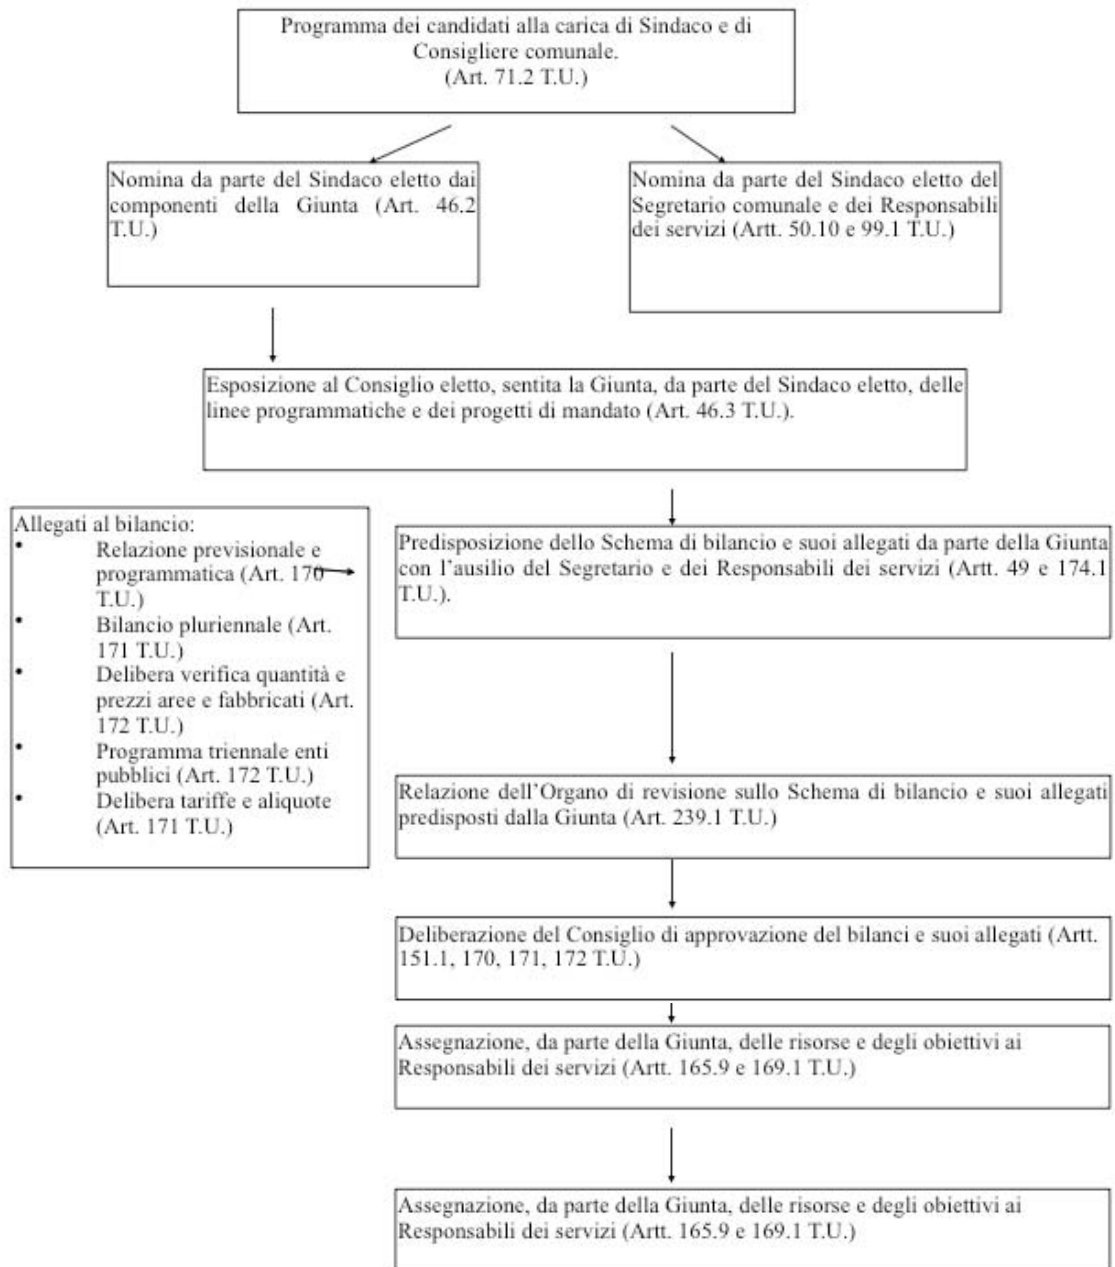 Programma dei candidati alla carica di Sindaco e di
Consigliere comunale.
(Art. 71.2 T.U.)
Nomina da parte del Sindaco eletto dai
componenti della Giunta (Art. 46.2
T.U.)
Nomina da parte del Sindaco eletto del
Segretario comunale e dei Responsabili
dei servizi (Artt. 50.10 e 99.1 T.U.)
Esposizione al Consiglio eletto, sentita la Giunta, da parte del Sindaco eletto, delle
linee programmatiche e dei progetti di mandato (Art. 46.3 T.U.).
Allegati al bilancio:
• Relazione previsionale e
programmatica (Art. 170
T.U.)
• Bilancio pluriennale (Art.
171 T.U.)
• Delibera verifica quantità e
prezzi aree e fabbricati (Art.
172 T.U.)
• Programma triennale enti
pubblici (Art. 172 T.U.)
• Delibera tariffe e aliquote
(Art. 171 T.U.)
Predisposizione dello Schema di bilancio e suoi allegati da parte della Giunta
con l'ausilio del Segretario e dei Responsabili dei servizi (Artt. 49 e 174.1
T.U.).
Relazione dell'Organo di revisione sullo Schema di bilancio e suoi allegati
predisposti dalla Giunta (Art. 239.1 T.U.)
Deliberazione del Consiglio di approvazione del bilanci e suoi allegati (Artt.
151.1, 170, 171, 172 T.U.)
Assegnazione, da parte della Giunta, delle risorse e degli obiettivi ai
Responsabili dei servizi (Artt. 165.9 e 169.1 T.U.)
Assegnazione, da parte della Giunta, delle risorse e degli obiettivi ai
Responsabili dei servizi (Artt. 165.9 e 169.1 T.U.)